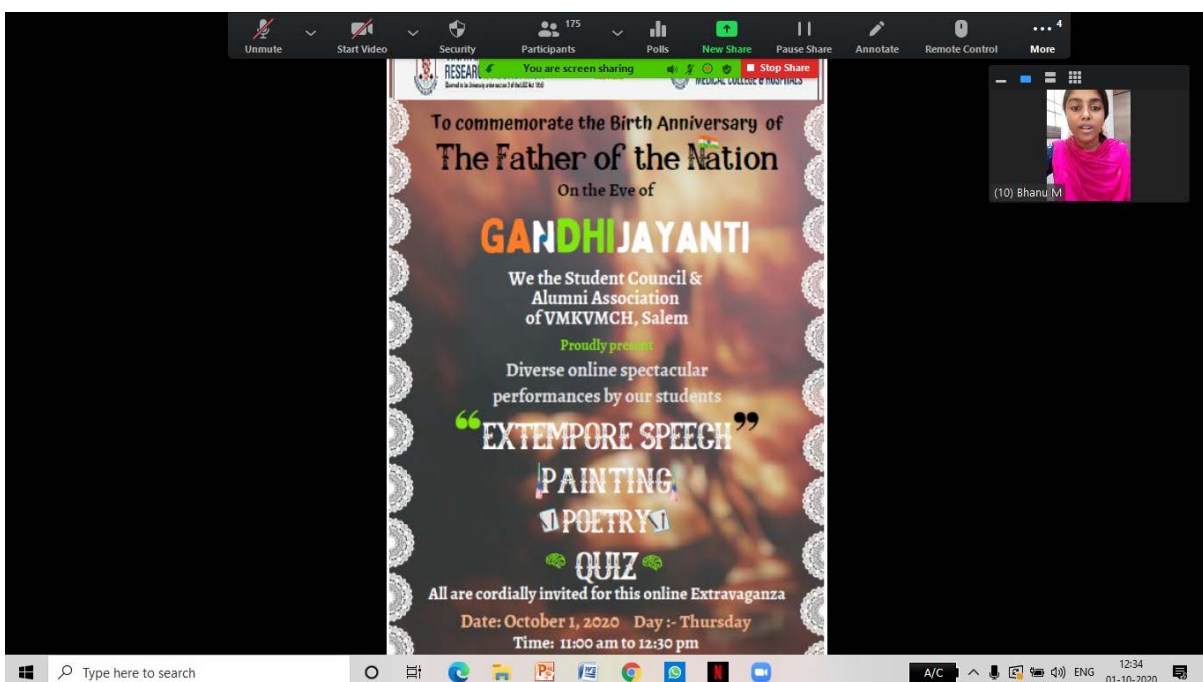 175
4
Unmute Start Video Security Participants Polls New Share Pause Share Annotate Remote Control More
You are screen sharing Stop Share
RESEAR
MEDICAL COLLEGE & HOSPITALS
(10) Bhanu M
To commemorate the Birth Anniversary of
The Father of the Nation
On the Eve of
GANDHI JAYANTI
We the Student Council &
Alumni Association
of VMKVMCH, Salem
Proudly present
Diverse online spectacular
performances by our students
“EXTEMPORE SPEECH”
PAINTING
POETRY
QUIZ
All are cordially invited for this online Extravaganza
Date: October 1, 2020 Day :- Thursday
Time: 11:00 am to 12:30 pm
Type here to search
A/C ENG 12:34
01-10-2020